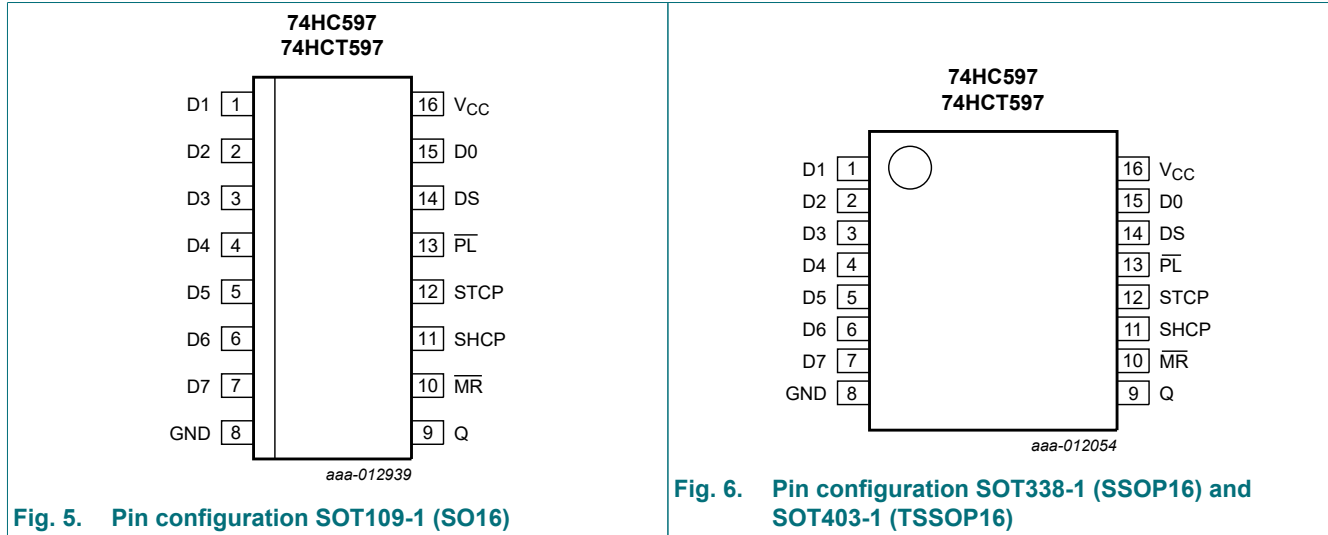 74HC597
74HCT597
D1 1
16 VCC
D2 2
15 D0
D3 3
14 DS
D4 4
13 P̅L̅
D5 5
12 STCP
D6 6
11 SHCP
D7 7
10 M̅R̅
GND 8
9 Q
aaa-012939
Fig. 5. Pin configuration SOT109-1 (SO16)
74HC597
74HCT597
D1 1
16 VCC
D2 2
15 D0
D3 3
14 DS
D4 4
13 P̅L̅
D5 5
12 STCP
D6 6
11 SHCP
D7 7
10 M̅R̅
GND 8
9 Q
aaa-012054
Fig. 6. Pin configuration SOT338-1 (SSOP16) and
SOT403-1 (TSSOP16)